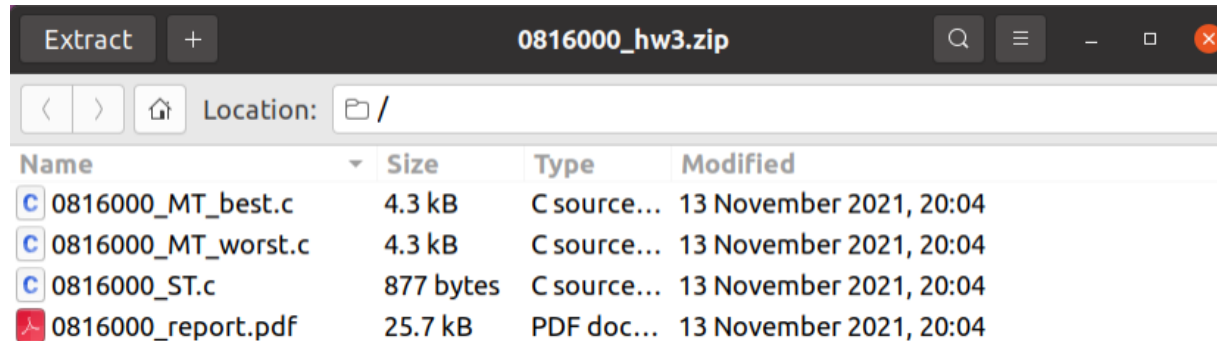 Extract + 0816000_hw3.zip
Location: /
Name Size Type Modified
C 0816000_MT_best.c 4.3 kB C source... 13 November 2021, 20:04
C 0816000_MT_worst.c 4.3 kB C source... 13 November 2021, 20:04
C 0816000_ST.c 877 bytes C source... 13 November 2021, 20:04
0816000_report.pdf 25.7 kB PDF doc... 13 November 2021, 20:04